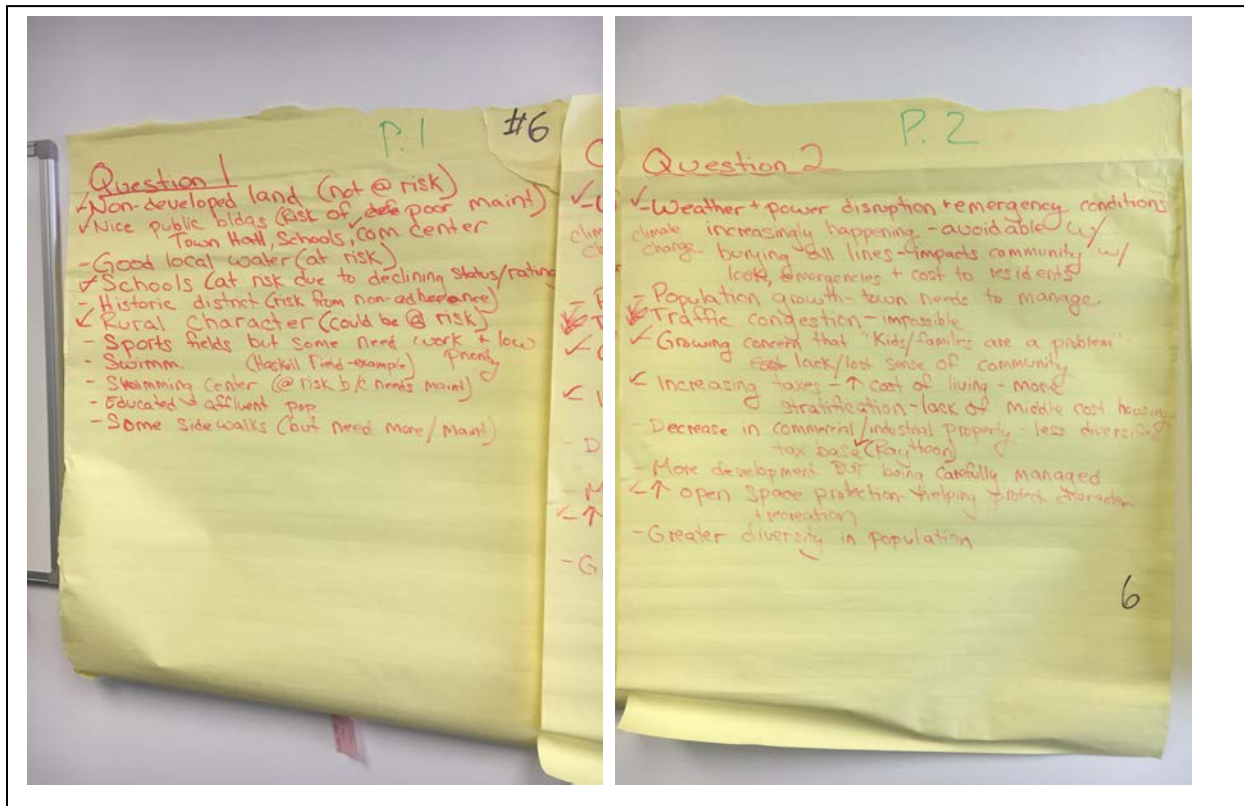 P.1 #6
Question 1
✓Non-developed land (not @ risk)
✓Nice public bldgs (Risk of poor maint)
Town Hall, Schools, com center
- Good local water (at risk)
✓Schools (at risk due to declining status/rating
- Historic district (risk from non-adherence)
✓Rural character (could be @ risk)
- Sports fields but some need work + low
priority
- Swimm. (Haskell Field-example)
- Swimming center (@ risk b/c needs maint)
- Educated + affluent pop
- Some sidewalks (but need more/maint)
P.2
Question 2
✓-Weather + power disruption + emergency conditions
climate increasingly happening - avoidable w/
change burying all lines - impacts community w/
emergencies + cost to residents
- Population growth - town needs to manage
Traffic congestion - impossible
✓- Growing concern that "Kids/families are a problem"
lack/lost sense of community
✓ Increasing taxes - ↑ cost of living - more
stratification - lack of middle cost housing
- Decrease in commercial/industrial property - less diversified
tax base (Raytheon)
- More development BUT being carefully managed
✓-↑ open space protection - helping protect character
+ recreation
- Greater diversity in population
6